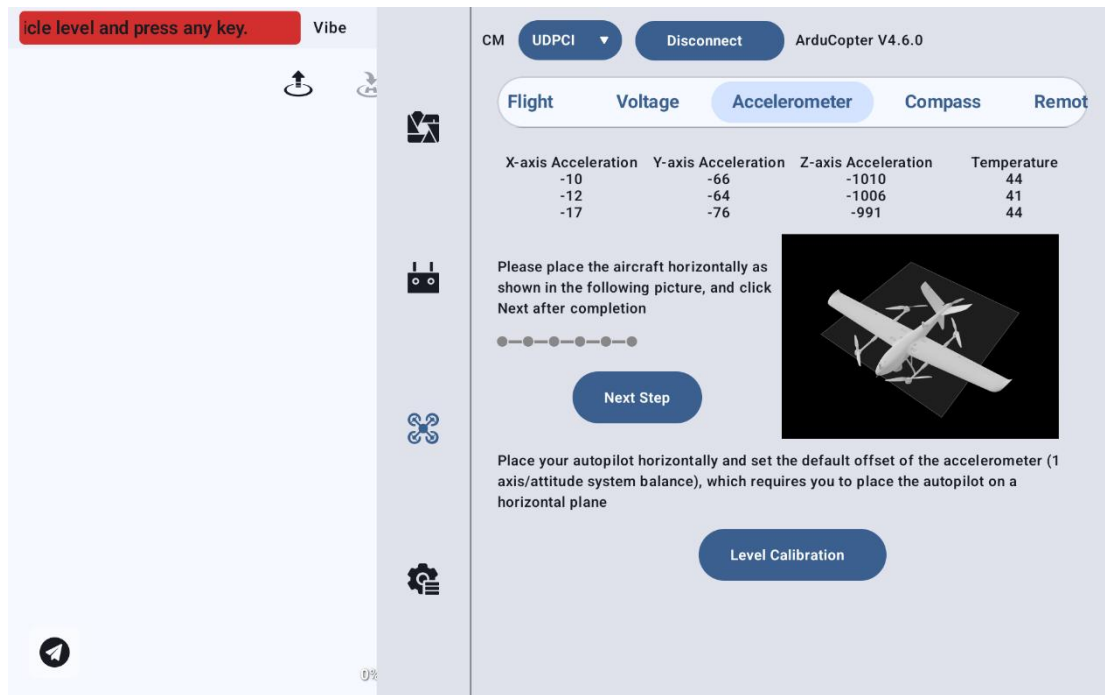 icle level and press any key.
Vibe
CM UDPCI Disconnect ArduCopter V4.6.0
Flight Voltage Accelerometer Compass Remot
X-axis Acceleration Y-axis Acceleration Z-axis Acceleration Temperature
-10 -66 -1010 44
-12 -64 -1006 41
-17 -76 -991 44
Please place the aircraft horizontally as
shown in the following picture, and click
Next after completion
Next Step
Place your autopilot horizontally and set the default offset of the accelerometer (1
axis/attitude system balance), which requires you to place the autopilot on a
horizontal plane
Level Calibration
0%